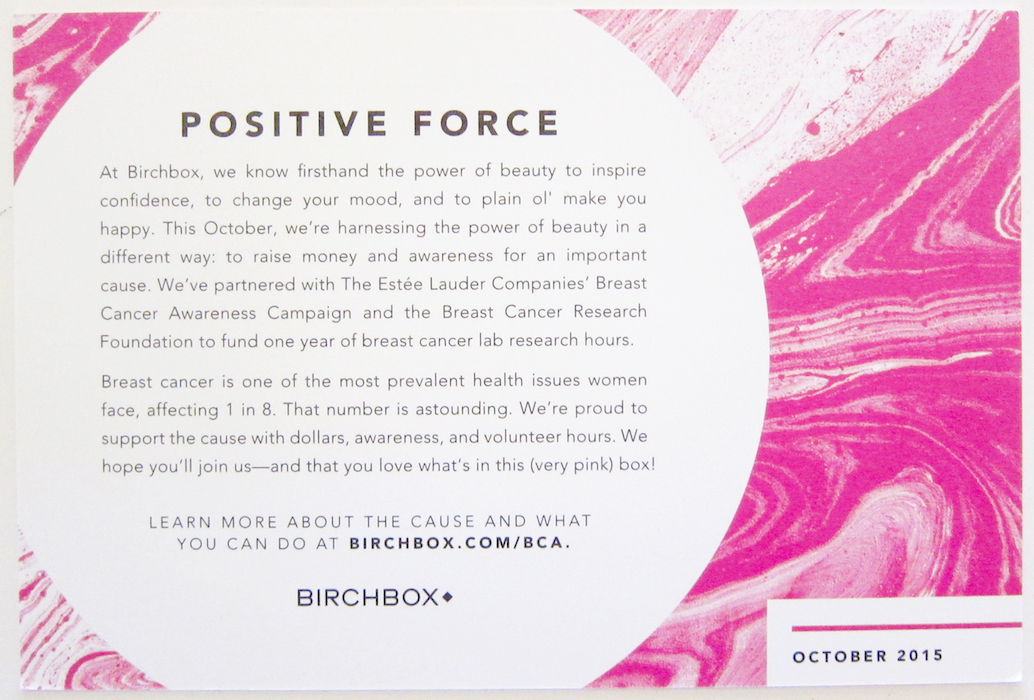 POSITIVE FORCE
At Birchbox, we know firsthand the power of beauty to inspire
confidence, to change your mood, and to plain ol' make you
happy. This October, we're harnessing the power of beauty in a
different way: to raise money and awareness for an important
cause. We've partnered with The Estée Lauder Companies' Breast
Cancer Awareness Campaign and the Breast Cancer Research
Foundation to fund one year of breast cancer lab research hours.
Breast cancer is one of the most prevalent health issues women
face, affecting 1 in 8. That number is astounding. We're proud to
support the cause with dollars, awareness, and volunteer hours. We
hope you'll join us—and that you love what's in this (very pink) box!
LEARN MORE ABOUT THE CAUSE AND WHAT
YOU CAN DO AT BIRCHBOX.COM/BCA.
BIRCHBOX◆
OCTOBER 2015